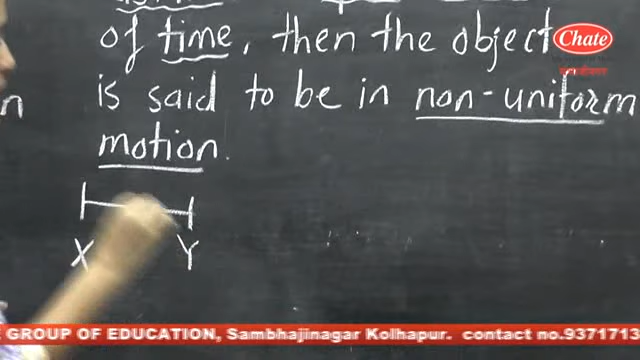 of time, then the object
is said to be in non-uniform
motion.
X Y
Chate
GROUP OF EDUCATION, Sambhajinagar Kolhapur. contact no.9371713